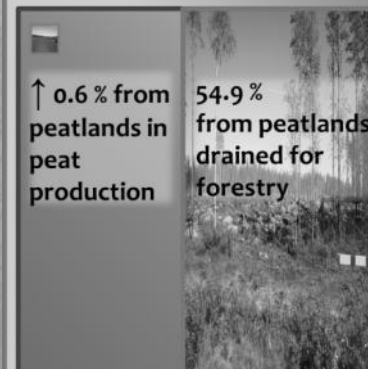 ↑ 0.6 % from
peatlands in
peat
production
54.9 %
from peatlands
drained for
forestry